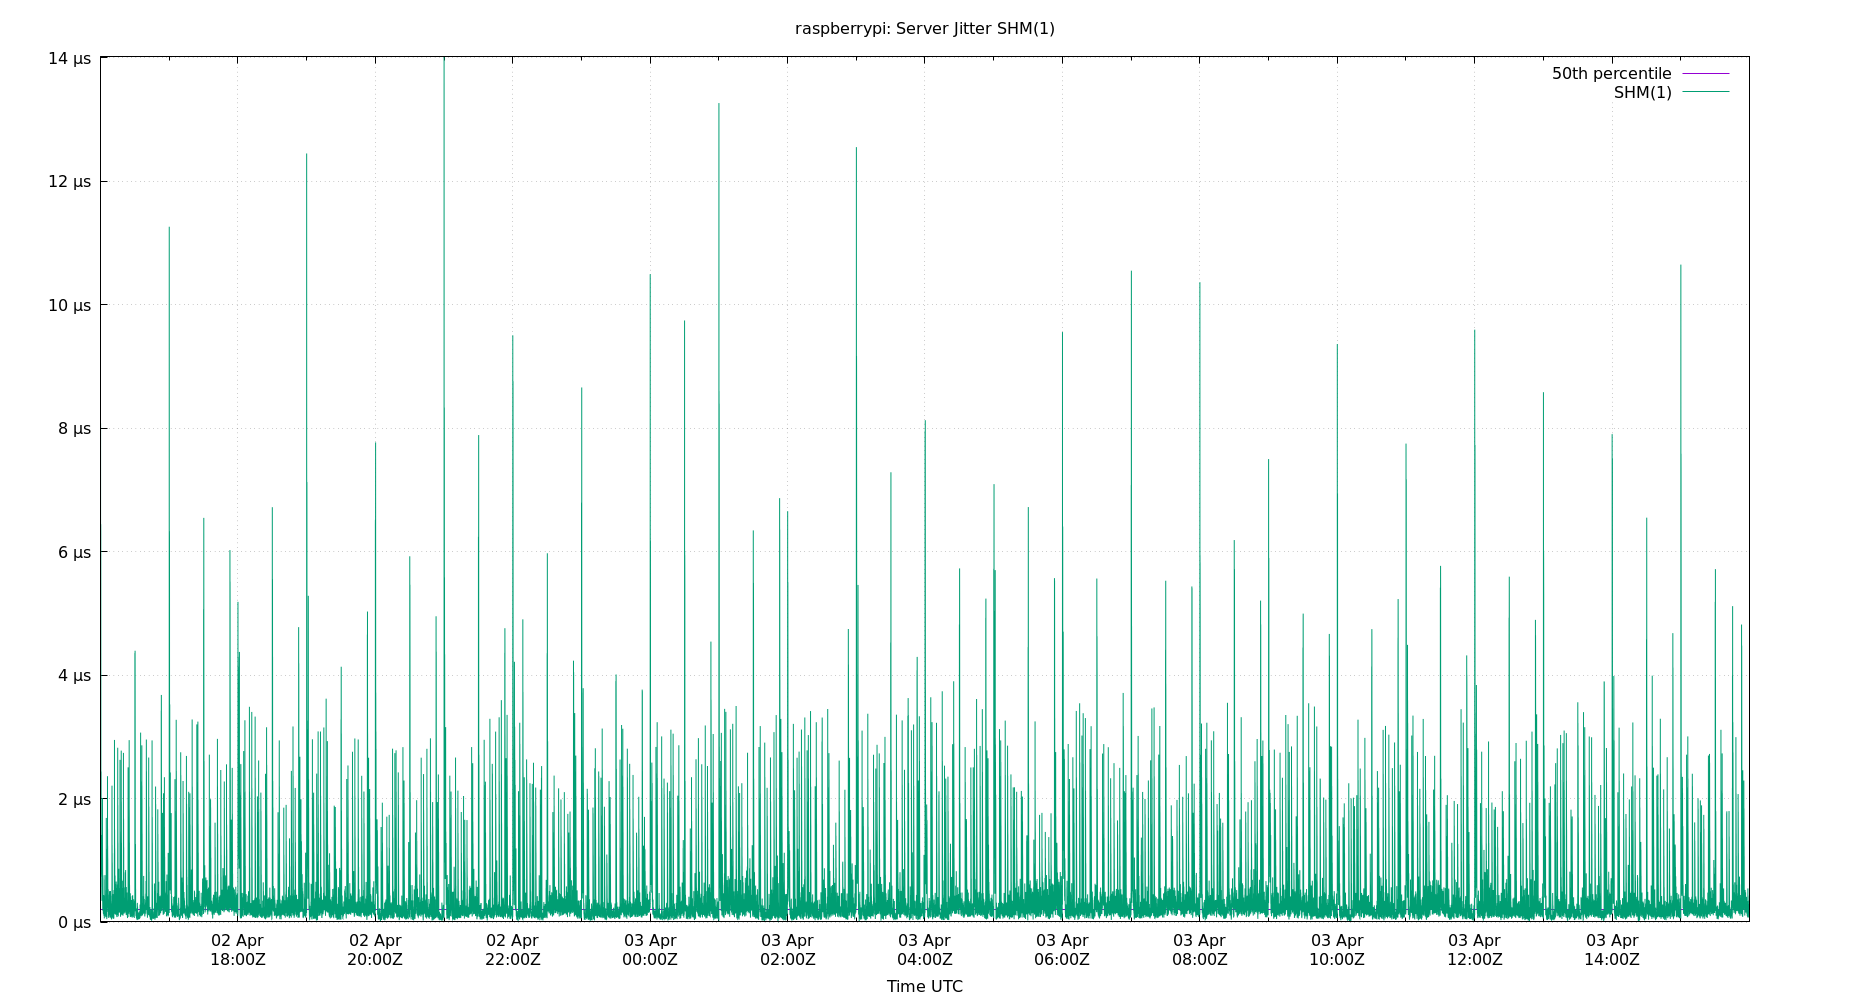 raspberrypi: Server Jitter SHM(1)
14 µs
12 µs
10 µs
8 µs
6 µs
4 µs
2 µs
0 µs
50th percentile
SHM(1)
02 Apr
18:00Z
02 Apr
20:00Z
02 Apr
22:00Z
03 Apr
00:00Z
03 Apr
02:00Z
03 Apr
04:00Z
03 Apr
06:00Z
03 Apr
08:00Z
03 Apr
10:00Z
03 Apr
12:00Z
03 Apr
14:00Z
Time UTC